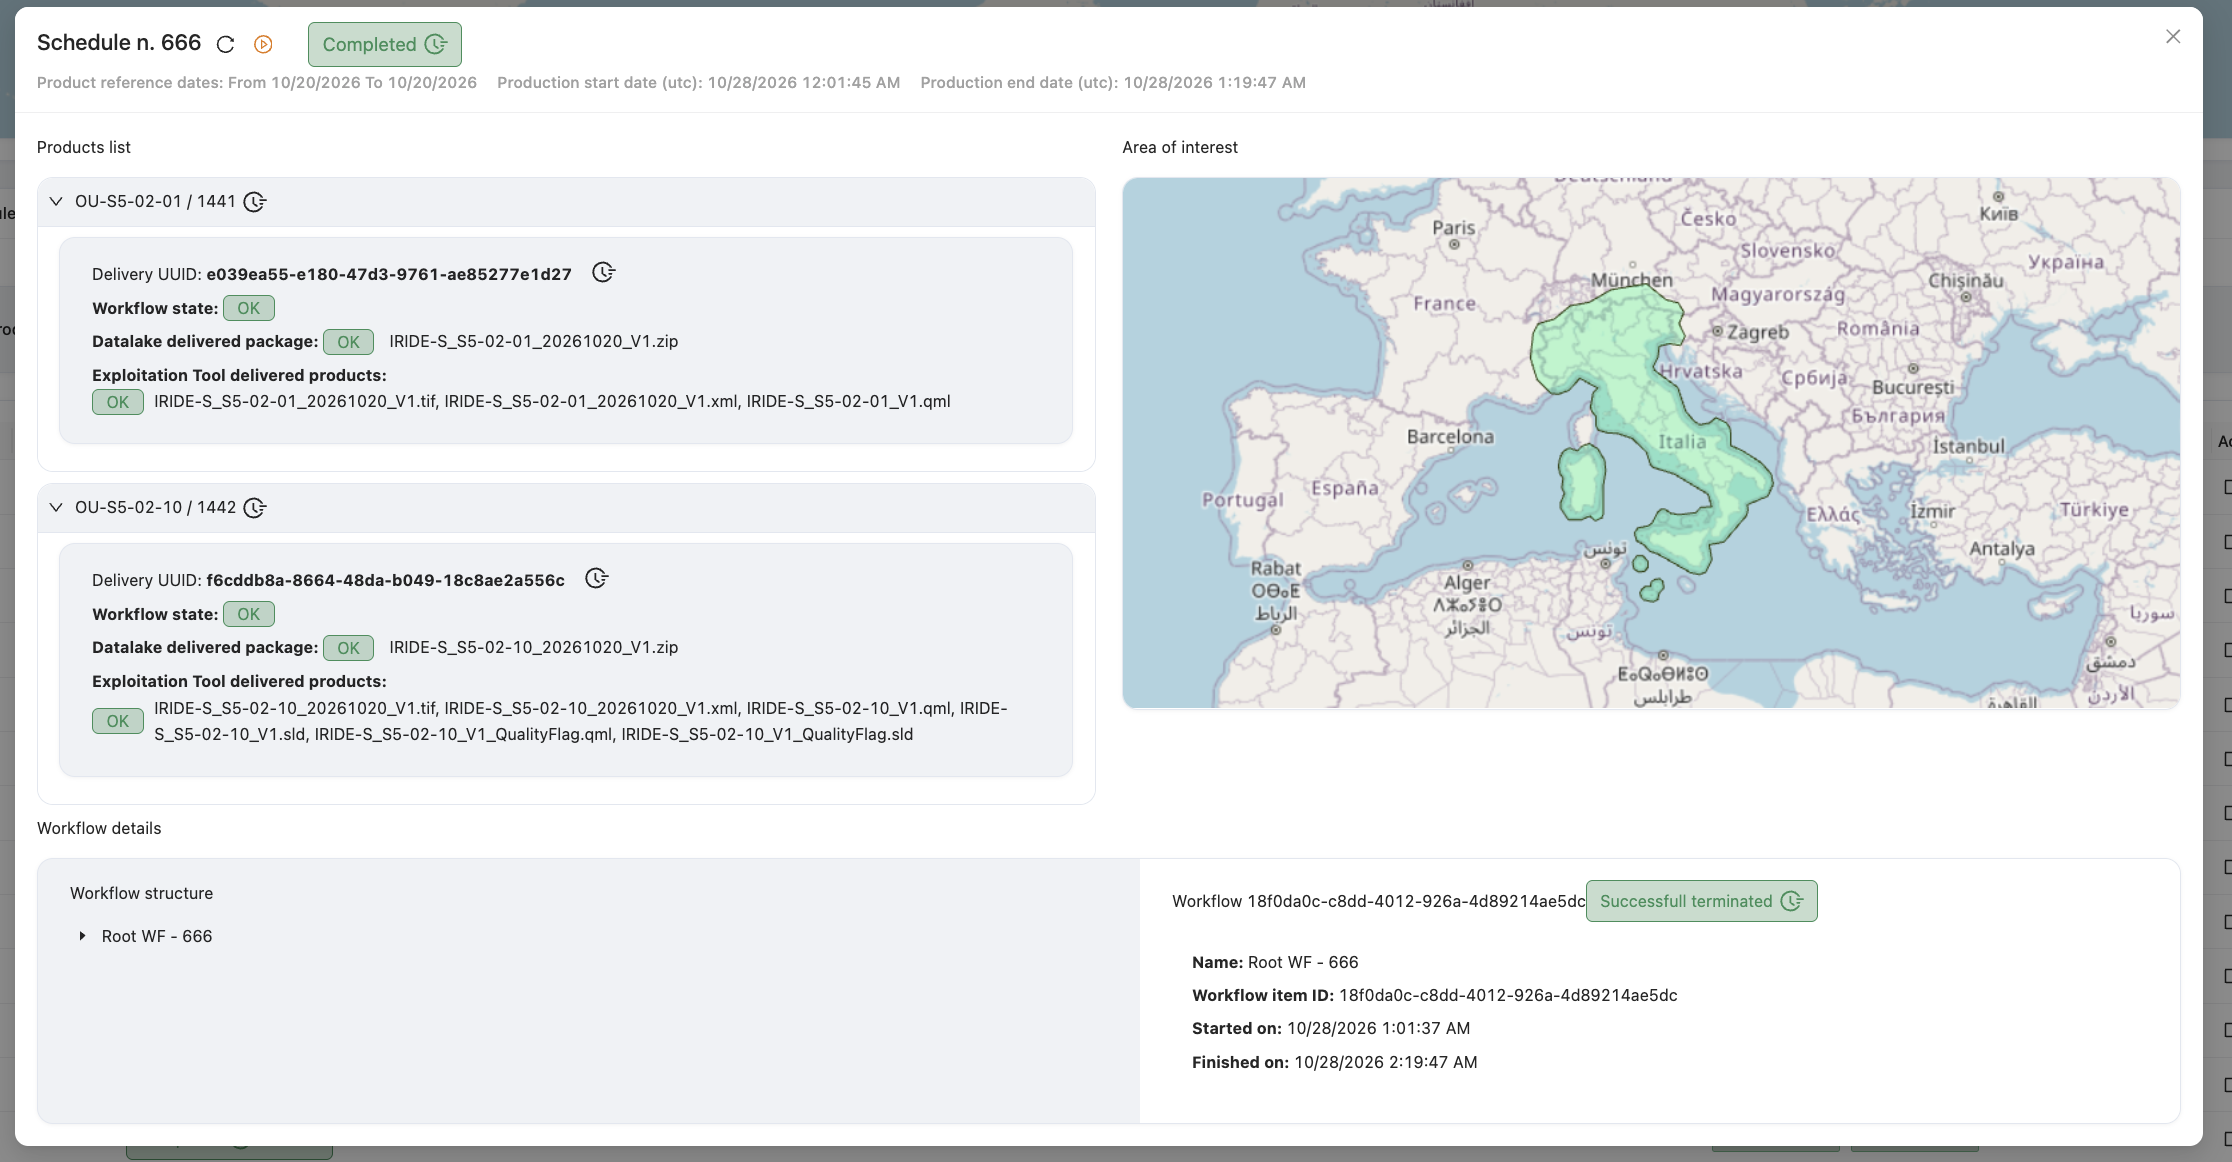 Schedule n. 666
Completed
Product reference dates: From 10/20/2026 To 10/20/2026 Production start date (utc): 10/28/2026 12:01:45 AM Production end date (utc): 10/28/2026 1:19:47 AM
Products list
OU-S5-02-01 / 1441
Delivery UUID: e039ea55-e180-47d3-9761-ae85277e1d27
Workflow state: OK
Datalake delivered package: OK IRIDE-S_S5-02-01_20261020_V1.zip
Exploitation Tool delivered products:
OK IRIDE-S_S5-02-01_20261020_V1.tif, IRIDE-S_S5-02-01_20261020_V1.xml, IRIDE-S_S5-02-01_V1.qml
OU-S5-02-10 / 1442
Delivery UUID: f6cddb8a-8664-48da-b049-18c8ae2a556c
Workflow state: OK
Datalake delivered package: OK IRIDE-S_S5-02-10_20261020_V1.zip
Exploitation Tool delivered products:
OK IRIDE-S_S5-02-10_20261020_V1.tif, IRIDE-S_S5-02-10_20261020_V1.xml, IRIDE-S_S5-02-10_V1.qml, IRIDE-
S_S5-02-10_V1.sld, IRIDE-S_S5-02-10_V1_QualityFlag.qml, IRIDE-S_S5-02-10_V1_QualityFlag.sld
Area of interest
Deutschland
Paris
Česko
Київ
Slovensko
Україна
München
Chișinău
France
Magyarország
Zagreb
România
Hrvatska
Србија
București
България
Barcelona
Italia
İstanbul
Portugal
España
Ελλάς
İzmir
Türkiye
تونس
Antalya
Rabat
ⵔⴱⴰⵟ
الرباط
Alger
الجزائر
تونس
سوريا
دمشق
طرابلس
الأردن
القاهرة
Workflow details
Workflow structure
Root WF - 666
Workflow 18f0da0c-c8dd-4012-926a-4d89214ae5dc Successfull terminated
Name: Root WF - 666
Workflow item ID: 18f0da0c-c8dd-4012-926a-4d89214ae5dc
Started on: 10/28/2026 1:01:37 AM
Finished on: 10/28/2026 2:19:47 AM